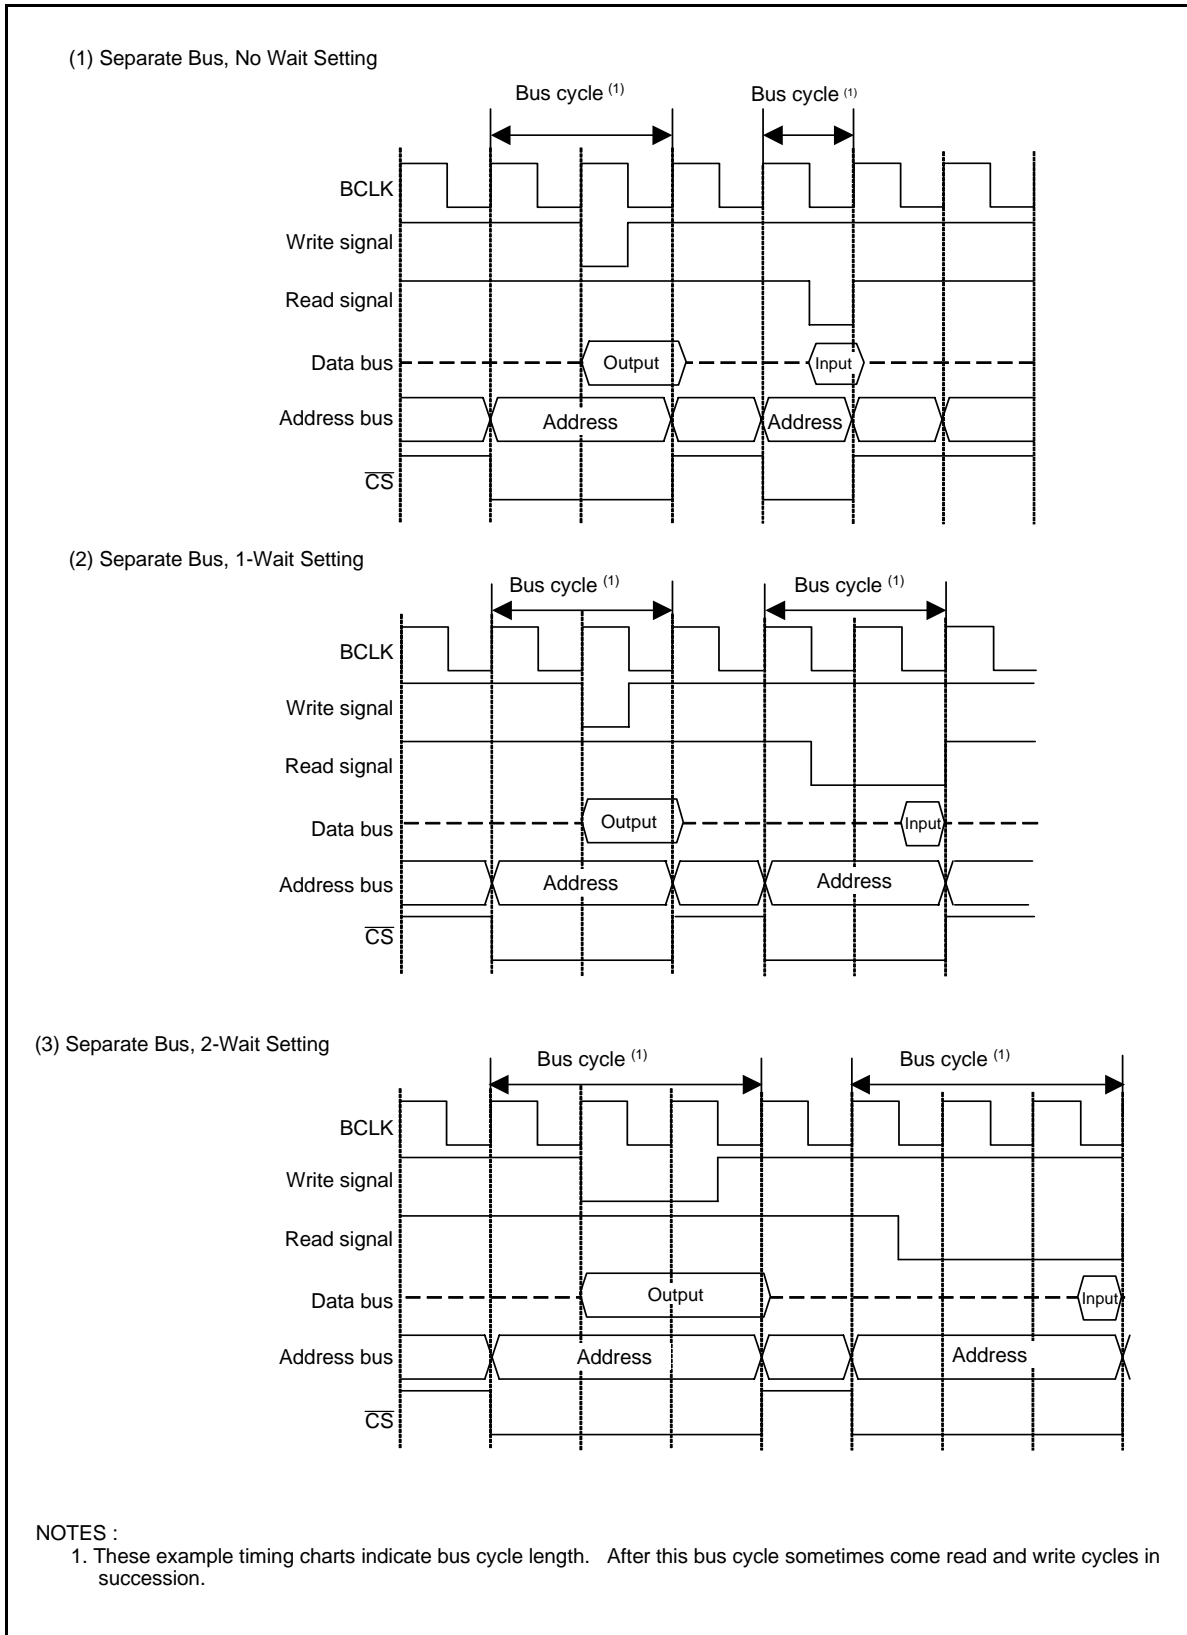 (1) Separate Bus, No Wait Setting
Bus cycle (1)
Bus cycle (1)
BCLK
Write signal
Read signal
Data bus
Output
Input
Address bus
Address
Address
CS
(2) Separate Bus, 1-Wait Setting
Bus cycle (1)
Bus cycle (1)
BCLK
Write signal
Read signal
Data bus
Output
Input
Address bus
Address
Address
CS
(3) Separate Bus, 2-Wait Setting
Bus cycle (1)
Bus cycle (1)
BCLK
Write signal
Read signal
Data bus
Output
Input
Address bus
Address
Address
CS
NOTES :
1. These example timing charts indicate bus cycle length. After this bus cycle sometimes come read and write cycles in
succession.